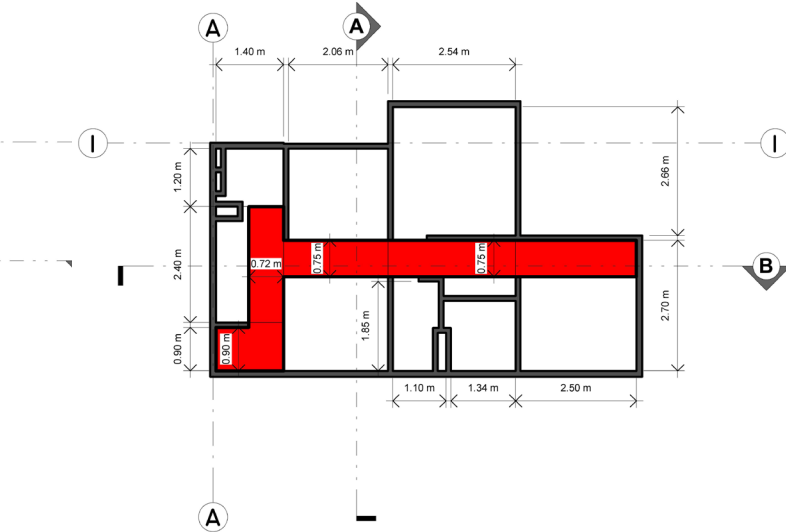 A
A
1.40 m
2.06 m
2.54 m
I
I
1.20 m
2.66 m
2.40 m
0.72 m
0.75 m
0.75 m
B
1.85 m
2.70 m
0.90 m
0.90 m
1.10 m
1.34 m
2.50 m
A